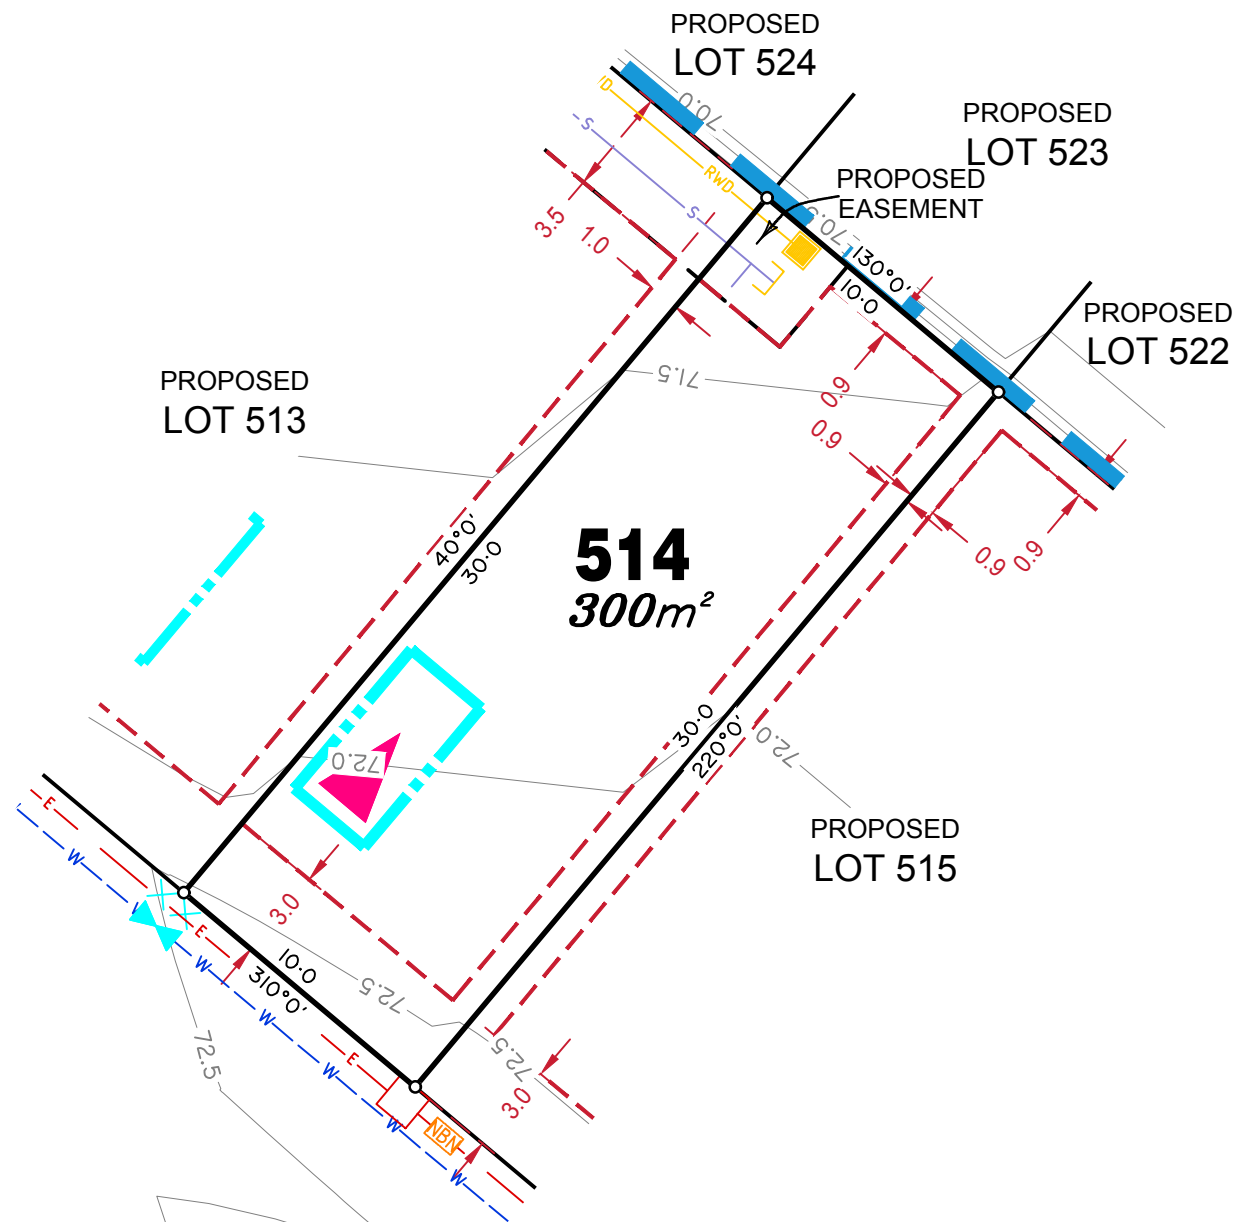 PROPOSED
LOT 524
70.0
PROPOSED
LOT 523
S
RWD
PROPOSED
EASEMENT
3.5
1.0
S
70.5
130°0'
10·0
PROPOSED
LOT 522
PROPOSED
LOT 513
71.5
0.9
0.9
40°0'
30·0
514
300m²
0.9
0.9
30·0
220°0'
72.0
72.0
PROPOSED
LOT 515
E
W
3.0
E
W
10·0
310°0'
72.5
W
72.5
E
W
72.5
3.0
W
NBN
W